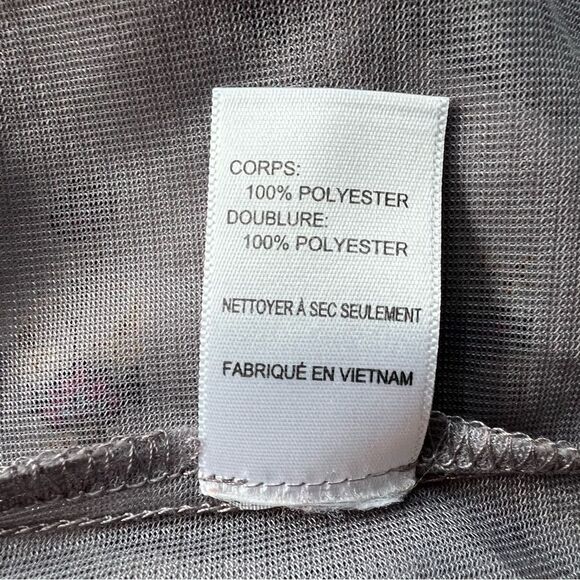 CORPS:
100% POLYESTER
DOUBLURE:
100% POLYESTER
NETTOYER À SEC SEULEMENT
FABRIQUÉ EN VIETNAM